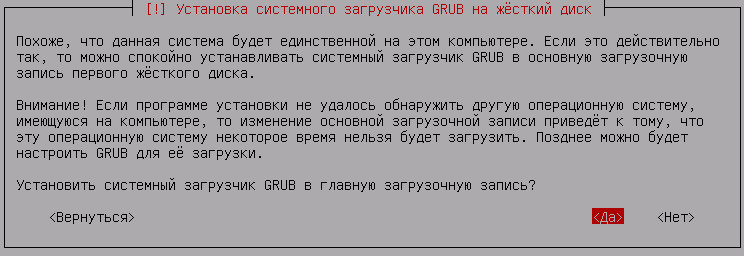 [!] Установка системного загрузчика GRUB на жёсткий диск
Похоже, что данная система будет единственной на этом компьютере. Если это действительно
так, то можно спокойно устанавливать системный загрузчик GRUB в основную загрузочную
запись первого жёсткого диска.
Внимание! Если программе установки не удалось обнаружить другую операционную систему,
имеющуюся на компьютере, то изменение основной загрузочной записи приведёт к тому, что
эту операционную систему некоторое время нельзя будет загрузить. Позднее можно будет
настроить GRUB для её загрузки.
Установить системный загрузчик GRUB в главную загрузочную запись?
<Вернуться> <Да> <Нет>